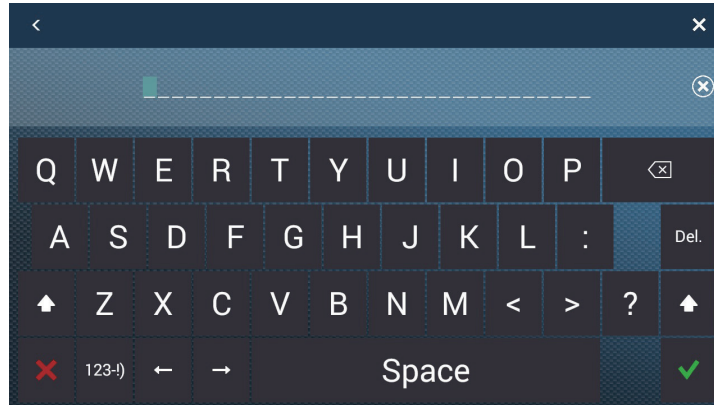 Q W E R T Y U I O P
A S D F G H J K L : Del.
Z X C V B N M < > ?
123-!) ← → Space